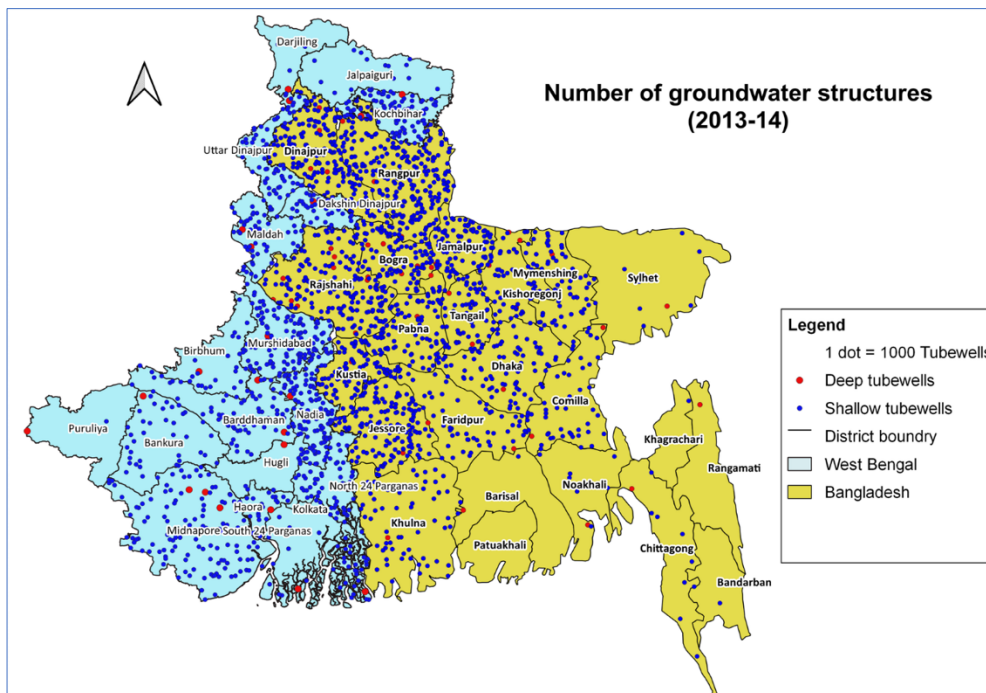 Number of groundwater structures
(2013-14)
Darjiling
Jalpaiguri
Kochbihar
Uttar Dinajpur
Dinajpur
Rangpur
Dakshin Dinajpur
Maldah
Bogra
Jamalpur
Mymenshing
Sylhet
Rajshahi
Kishoregonj
Pabna
Tangail
Murshidabad
Birbhum
Dhaka
Kustia
Comilla
Nadia
Barddhaman
Puruliya
Bankura
Jessore
Faridpur
Khagrachari
Hugli
Rangamati
North 24 Parganas
Noakhali
Barisal
Haora
Kolkata
Khulna
Midnapore
South 24 Parganas
Patuakhali
Chittagong
Bandarban
Legend
1 dot = 1000 Tubewells
Deep tubewells
Shallow tubewells
District boundry
West Bengal
Bangladesh